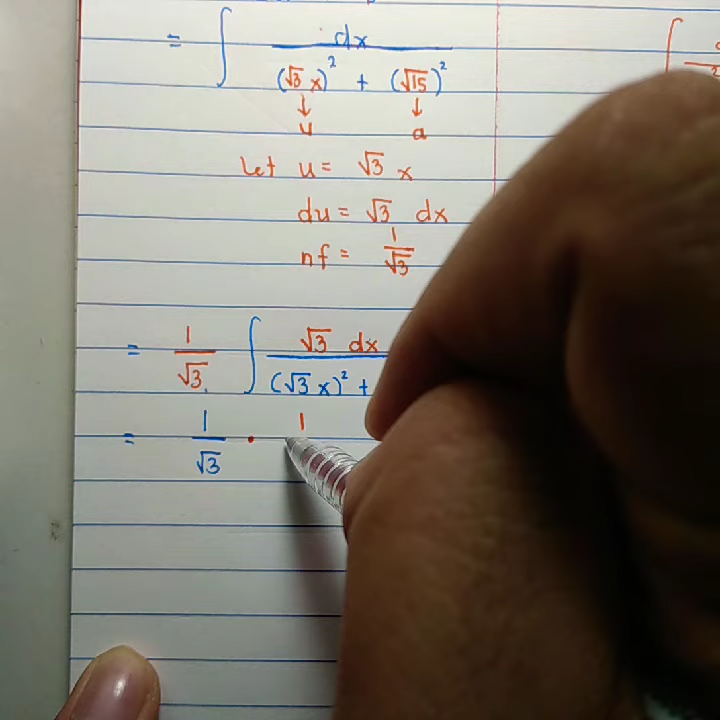 = ∫ dx / (√3 x)² + (√15)²
↓ ↓
u a
Let u = √3 x
du = √3 dx
nf = 1/√3
= 1/√3 ∫ √3 dx / (√3 x)² +
= 1/√3 · 1